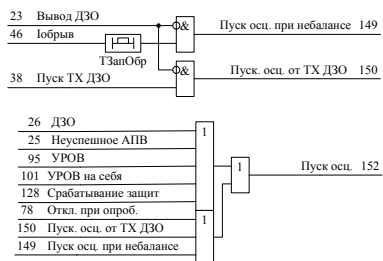 23 Вывод ДЗО
46 Iобрыв
ТЗапОбр
& Пуск осц. при небалансе 149
38 Пуск ТХ ДЗО
& Пуск. осц. от ТХ ДЗО 150
26 ДЗО
25 Неуспешное АПВ
95 УРОВ
101 УРОВ на себя
128 Срабатывание защит
78 Откл. при опроб.
150 Пуск. осц. от ТХ ДЗО
149 Пуск осц. при небалансе
1
1
1
Пуск осц. 152